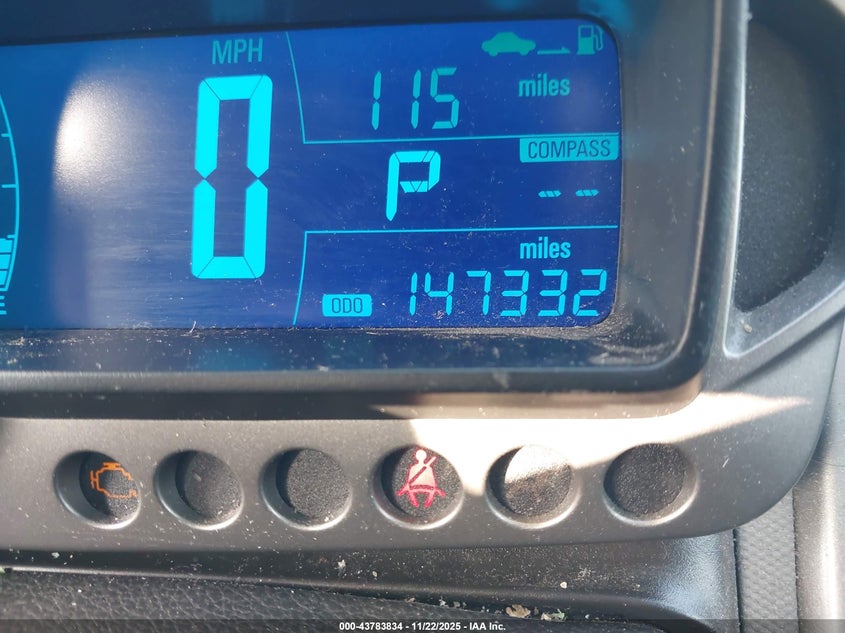 MPH
115 miles
COMPASS
P -- --
0
miles
ODO 147332
000-43783834 - 11/22/2025 - IAA Inc.